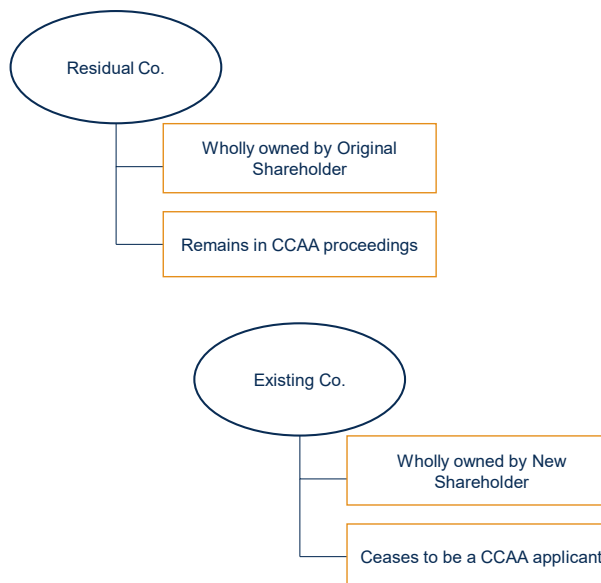 Residual Co.
Wholly owned by Original
Shareholder
Remains in CCAA proceedings
Existing Co.
Wholly owned by New
Shareholder
Ceases to be a CCAA applicant